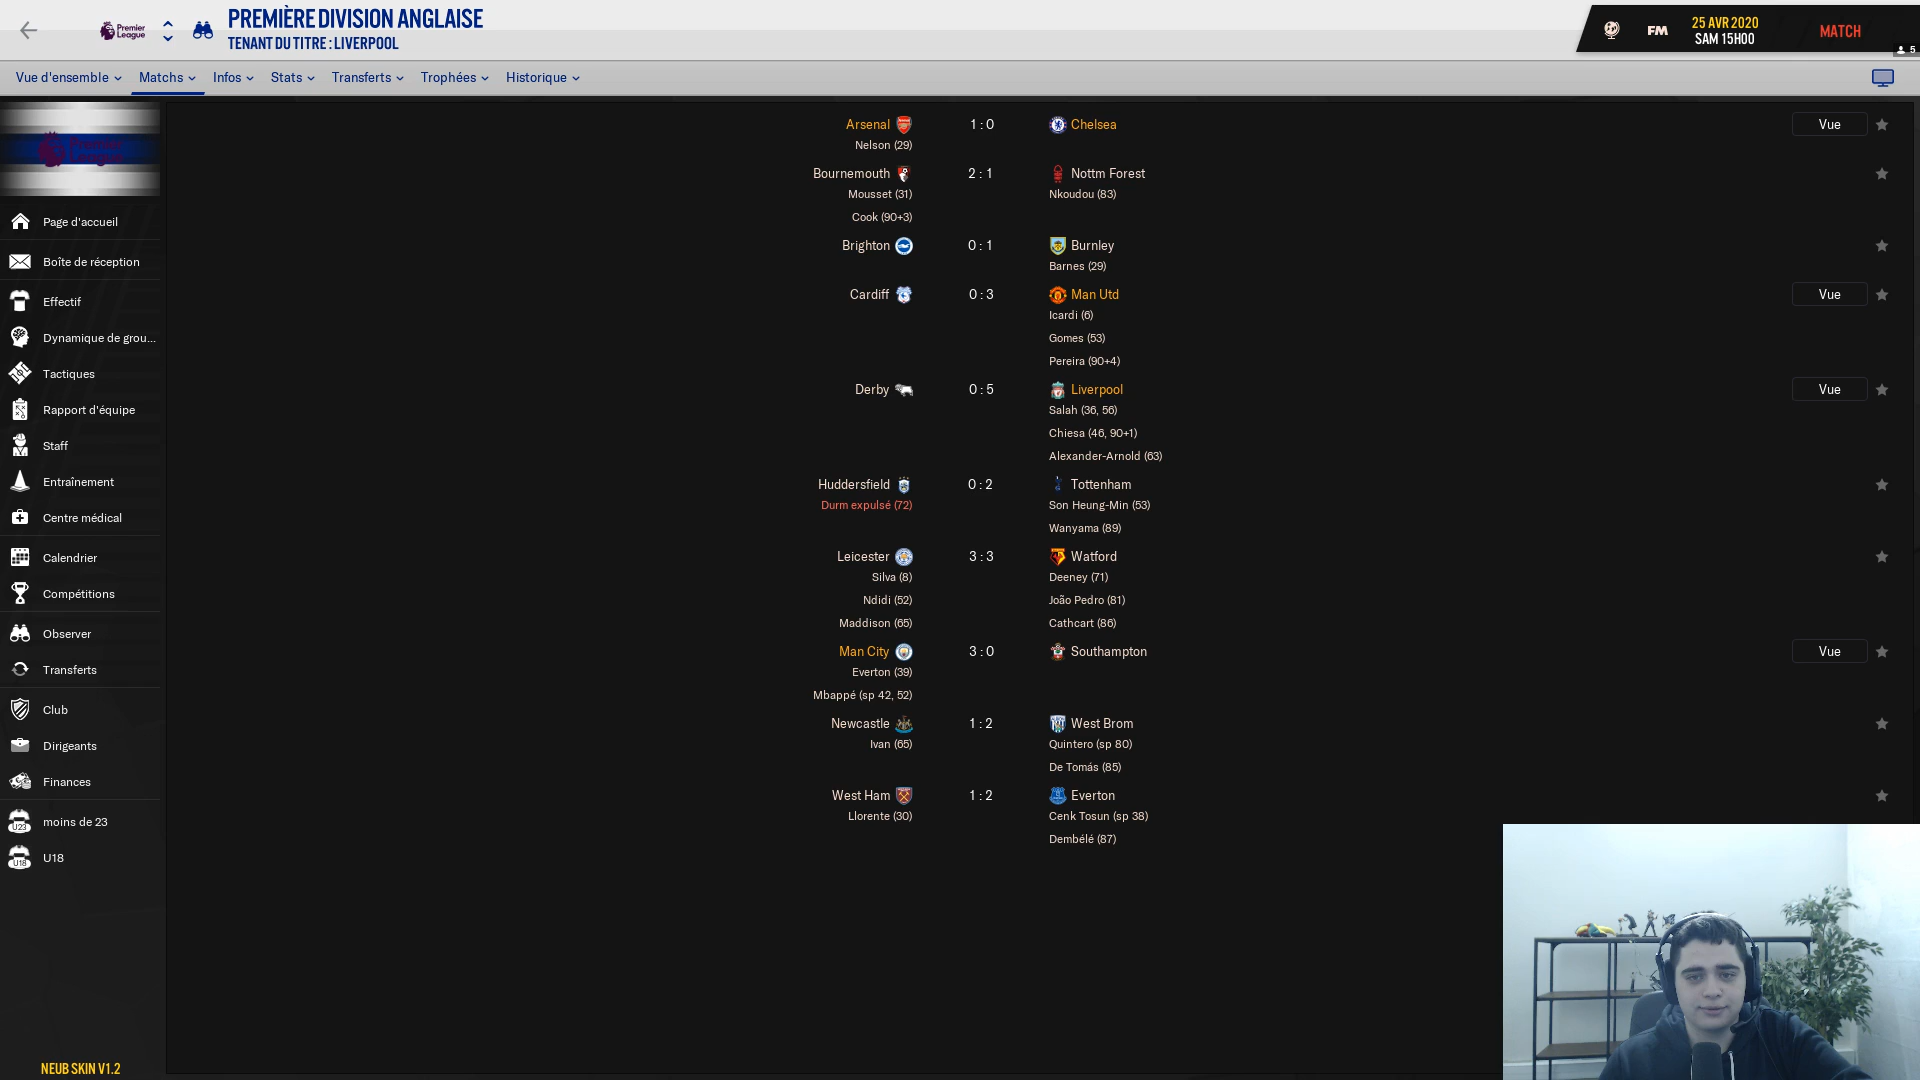 Premier League
PREMIÈRE DIVISION ANGLAISE
TENANT DU TITRE : LIVERPOOL
FM
25 AVR 2020
SAM 15H00
MATCH
5
Vue d'ensemble
Matchs
Infos
Stats
Transferts
Trophées
Historique
Premier League
Page d'accueil
Boîte de réception
Effectif
Dynamique de grou...
Tactiques
Rapport d'équipe
Staff
Entraînement
Centre médical
Calendrier
Compétitions
Observer
Transferts
Club
Dirigeants
Finances
U23 moins de 23
U18 U18
NEUB SKIN V1.2
Arsenal 1 : 0 Chelsea Vue
Nelson (29)
Bournemouth 2 : 1 Nottm Forest
Mousset (31) Nkoudou (83)
Cook (90+3)
Brighton 0 : 1 Burnley
Barnes (29)
Cardiff 0 : 3 Man Utd Vue
Icardi (6)
Gomes (53)
Pereira (90+4)
Derby 0 : 5 Liverpool Vue
Salah (36, 56)
Chiesa (46, 90+1)
Alexander-Arnold (63)
Huddersfield 0 : 2 Tottenham
Durm expulsé (72) Son Heung-Min (53)
Wanyama (89)
Leicester 3 : 3 Watford
Silva (8) Deeney (71)
Ndidi (52) João Pedro (81)
Maddison (65) Cathcart (86)
Man City 3 : 0 Southampton Vue
Everton (39)
Mbappé (sp 42, 52)
Newcastle 1 : 2 West Brom
Ivan (65) Quintero (sp 80)
De Tomás (85)
West Ham 1 : 2 Everton
Llorente (30) Cenk Tosun (sp 38)
Dembélé (87)